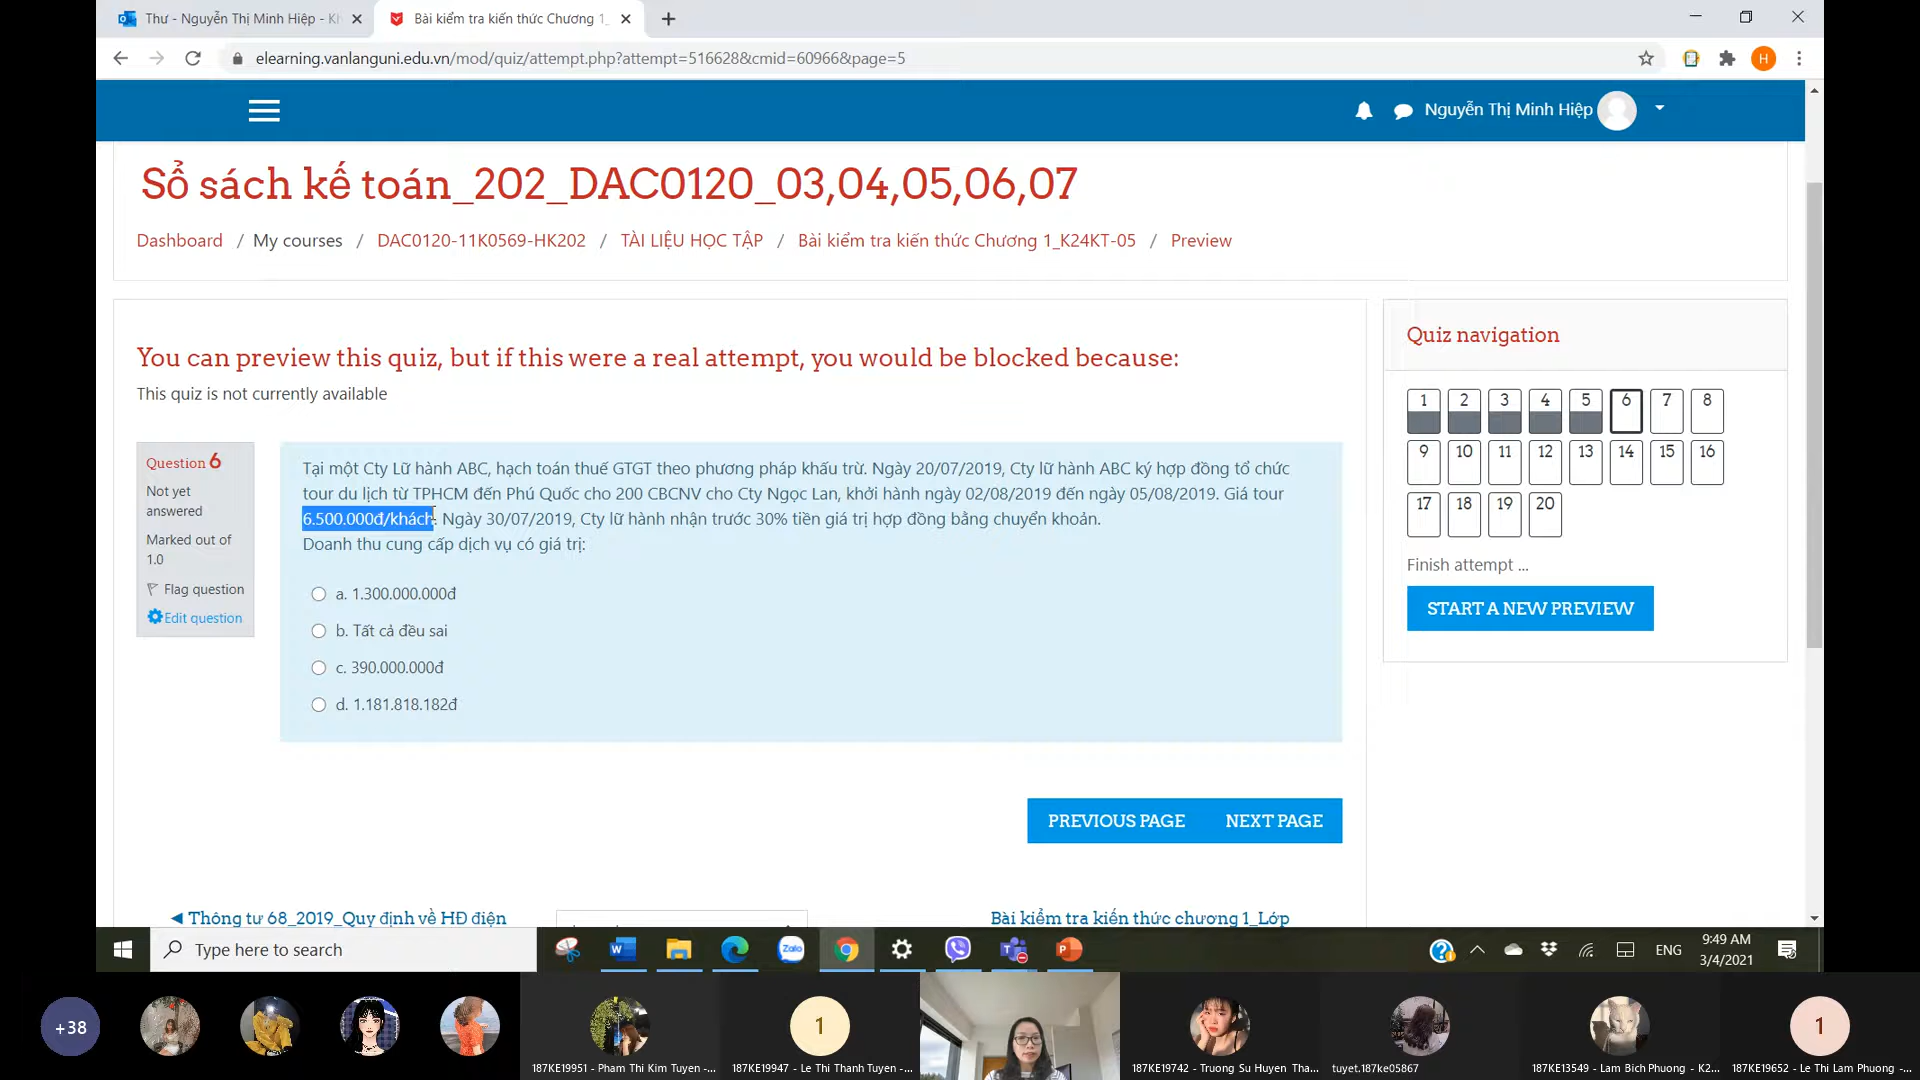 Thư - Nguyễn Thị Minh Hiệp - Kh
Bài kiểm tra kiến thức Chương 1_
elearning.vanlanguni.edu.vn/mod/quiz/attempt.php?attempt=516628&cmid=60966&page=5
H
Nguyễn Thị Minh Hiệp
Sổ sách kế toán_202_DAC0120_03,04,05,06,07
Dashboard / My courses / DAC0120-11K0569-HK202 / TÀI LIỆU HỌC TẬP / Bài kiểm tra kiến thức Chương 1_K24KT-05 / Preview
You can preview this quiz, but if this were a real attempt, you would be blocked because:
This quiz is not currently available
Question 6
Not yet
answered
Marked out of
1.0
Flag question
Edit question
Tại một Cty Lữ hành ABC, hạch toán thuế GTGT theo phương pháp khấu trừ. Ngày 20/07/2019, Cty lữ hành ABC ký hợp đồng tổ chức
tour du lịch từ TPHCM đến Phú Quốc cho 200 CBCNV cho Cty Ngọc Lan, khởi hành ngày 02/08/2019 đến ngày 05/08/2019. Giá tour
6.500.000đ/khách. Ngày 30/07/2019, Cty lữ hành nhận trước 30% tiền giá trị hợp đồng bằng chuyển khoản.
Doanh thu cung cấp dịch vụ có giá trị:
a. 1.300.000.000đ
b. Tất cả đều sai
c. 390.000.000đ
d. 1.181.818.182đ
PREVIOUS PAGE
NEXT PAGE
Quiz navigation
1 2 3 4 5 6 7 8
9 10 11 12 13 14 15 16
17 18 19 20
Finish attempt ...
START A NEW PREVIEW
◄ Thông tư 68_2019_Quy định về HĐ điện
Bài kiểm tra kiến thức chương 1_Lớp
Type here to search
Zalo
ENG
9:49 AM
3/4/2021
+38
187KE19951 - Pham Thi Kim Tuyen -...
1
187KE19947 - Le Thi Thanh Tuyen -...
187KE19742 - Truong Su Huyen Tha...
tuyet.187ke05867
187KE13549 - Lam Bich Phuong - K2...
1
187KE19652 - Le Thi Lam Phuong -...